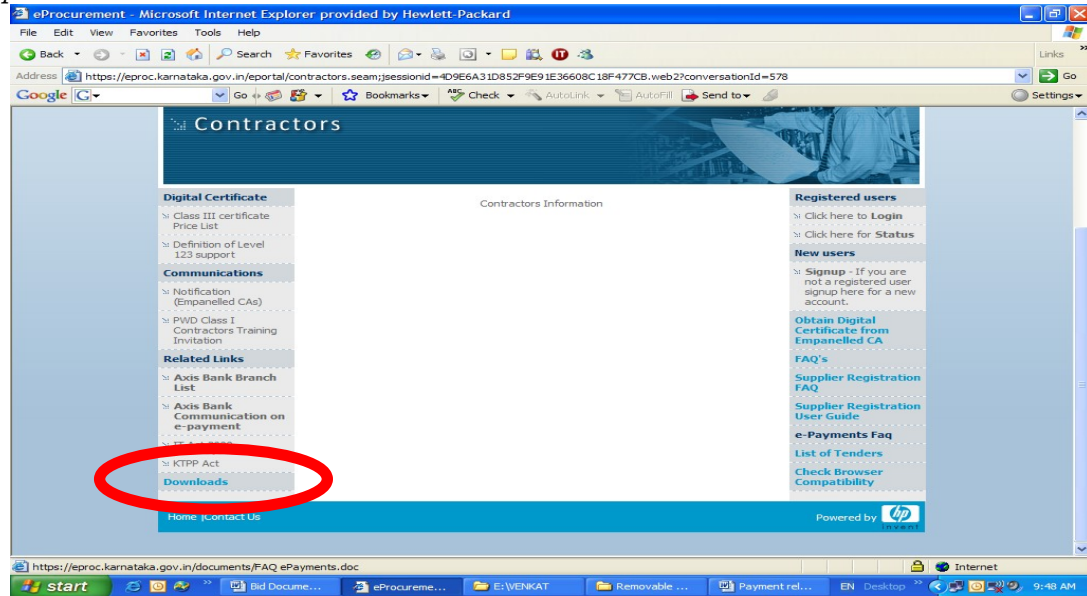 eProcurement - Microsoft Internet Explorer provided by Hewlett-Packard
File Edit View Favorites Tools Help
Back Search Favorites
Links
Address https://eproc.karnataka.gov.in/eportal/contractors.seam;jsessionid=4D9E6A31D852F9E91E36608C18F477CB.web2?conversationId=578 Go
Google G Go Bookmarks Check AutoLink AutoFill Send to Settings
Contractors
Digital Certificate
Class III certificate
Price List
Definition of Level
123 support
Communications
Notification
(Empanelled CAs)
PWD Class I
Contractors Training
Invitation
Related Links
Axis Bank Branch
List
Axis Bank
Communication on
e-payment
KTPP Act
Downloads
Contractors Information
Registered users
Click here to Login
Click here for Status
New users
Signup - If you are
not a registered user
signup here for a new
account.
Obtain Digital
Certificate from
Empanelled CA
FAQ's
Supplier Registration
FAQ
Supplier Registration
User Guide
e-Payments Faq
List of Tenders
Check Browser
Compatibility
Home |Contact Us
Powered by hp
invent
https://eproc.karnataka.gov.in/documents/FAQ ePayments.doc
Internet
start Bid Docume... eProcureme... E:\VENKAT Removable ... Payment rel... EN Desktop 9:48 AM